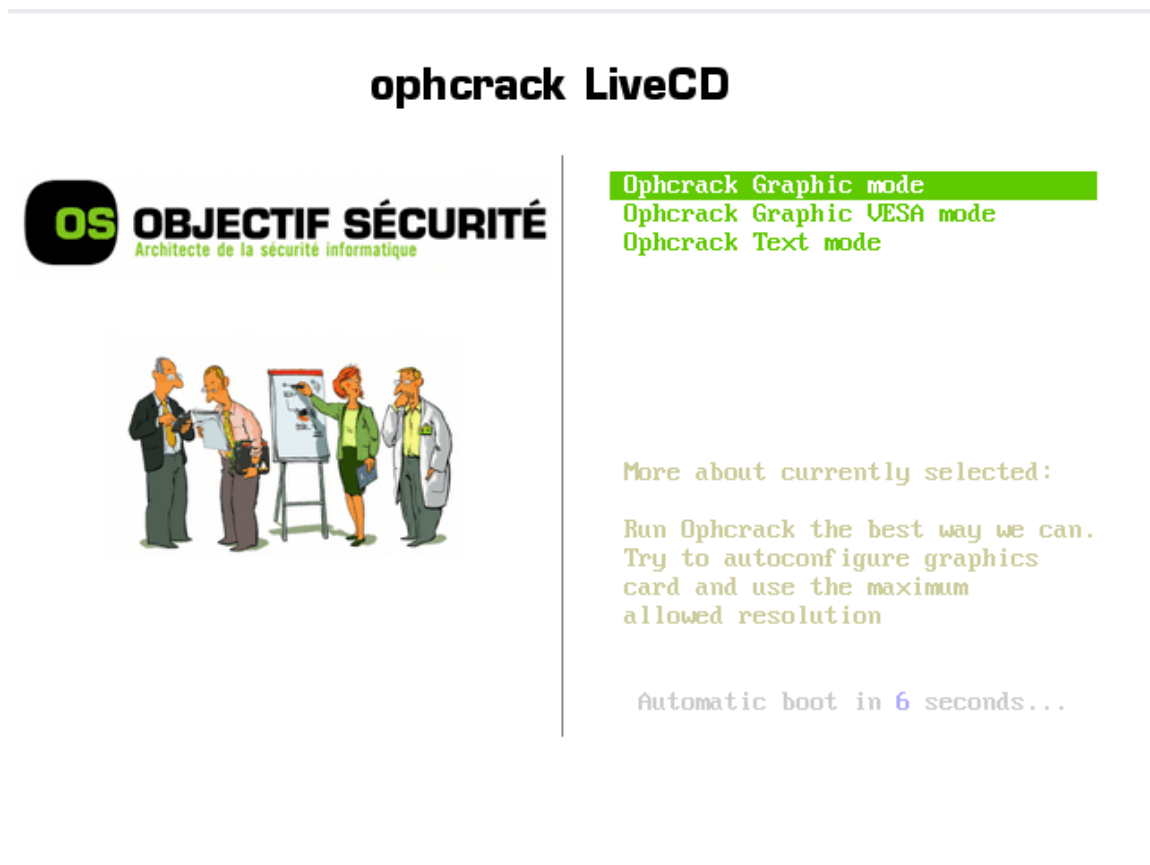 ophcrack LiveCD
OS OBJECTIF SÉCURITÉ
Architecte de la sécurité informatique
Ophcrack Graphic mode
Ophcrack Graphic VESA mode
Ophcrack Text mode
More about currently selected:
Run Ophcrack the best way we can.
Try to autoconfigure graphics
card and use the maximum
allowed resolution
Automatic boot in 6 seconds...